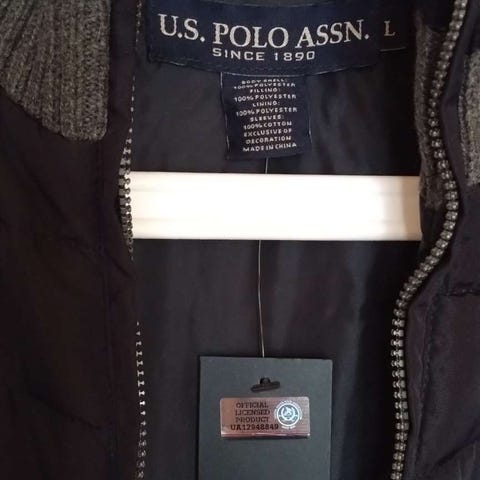 U.S. POLO ASSN. L
SINCE 1890
BODY SHELL:
100% POLYESTER
FILLING:
100% POLYESTER
LINING:
100% POLYESTER
SLEEVES:
100% COTTON
EXCLUSIVE OF
DECORATION
MADE IN CHINA
OFFICIAL
LICENSED
PRODUCT
UA12948849